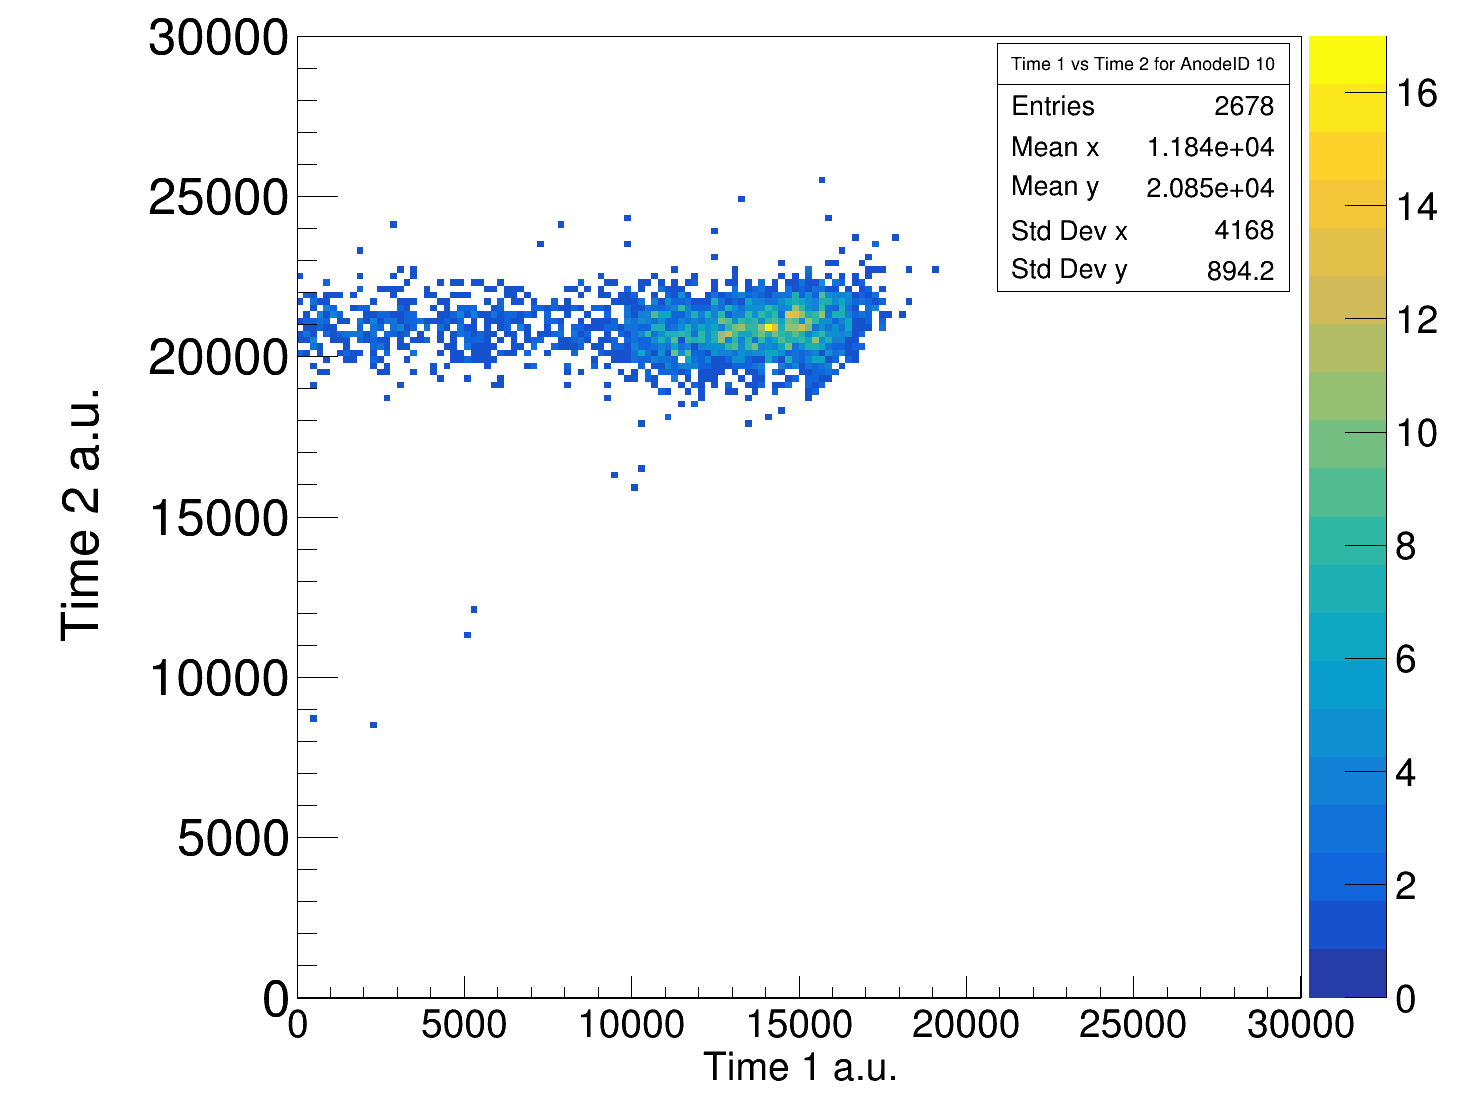 Time 1 vs Time 2 for AnodeID 10
Entries 2678
Mean x 1.184e+04
Mean y 2.085e+04
Std Dev x 4168
Std Dev y 894.2
30000
25000
20000
15000
10000
5000
0
Time 2 a.u.
0 5000 10000 15000 20000 25000 30000
Time 1 a.u.
16
14
12
10
8
6
4
2
0